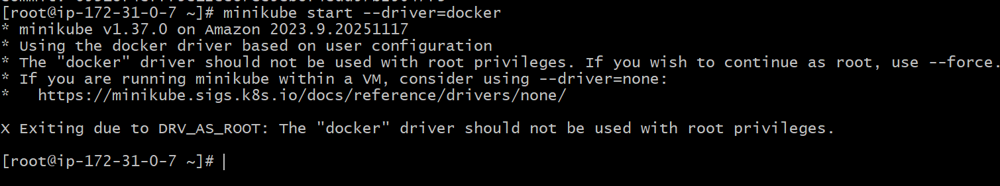 [root@ip-172-31-0-7 ~]# minikube start --driver=docker
* minikube v1.37.0 on Amazon 2023.9.20251117
* Using the docker driver based on user configuration
* The "docker" driver should not be used with root privileges. If you wish to continue as root, use --force.
* If you are running minikube within a VM, consider using --driver=none:
*   https://minikube.sigs.k8s.io/docs/reference/drivers/none/
X Exiting due to DRV_AS_ROOT: The "docker" driver should not be used with root privileges.
[root@ip-172-31-0-7 ~]#